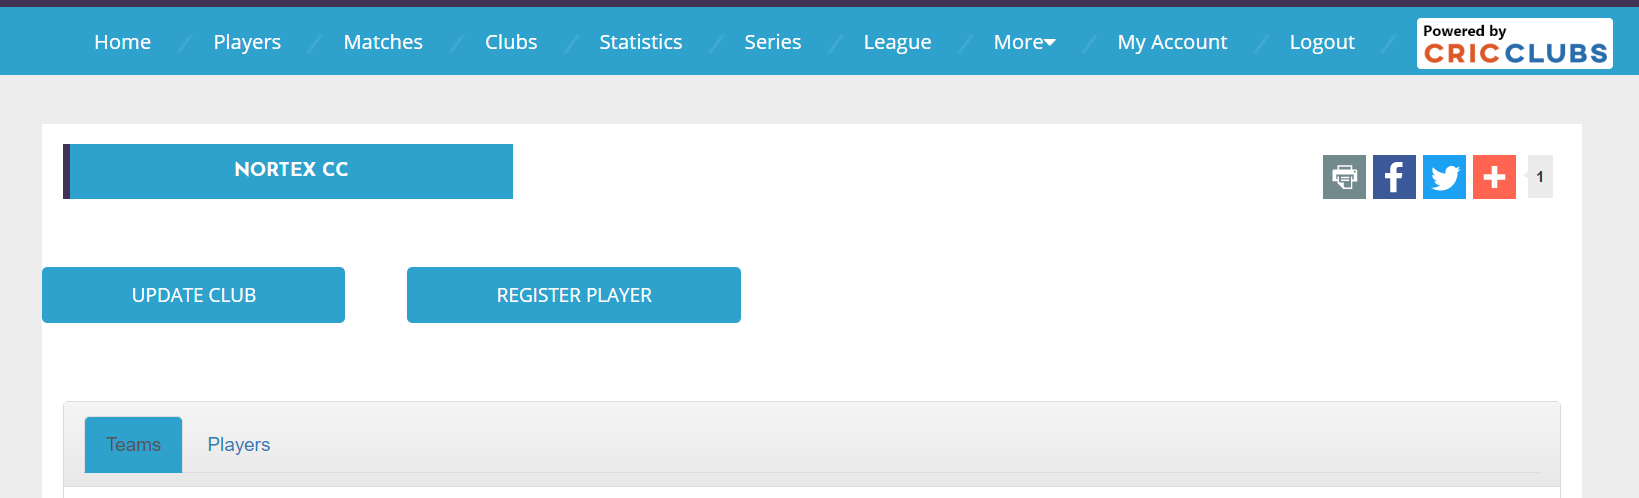 Home Players Matches Clubs Statistics Series League More My Account Logout
Powered by
CRICCLUBS
NORTEX CC
1
UPDATE CLUB REGISTER PLAYER
Teams Players